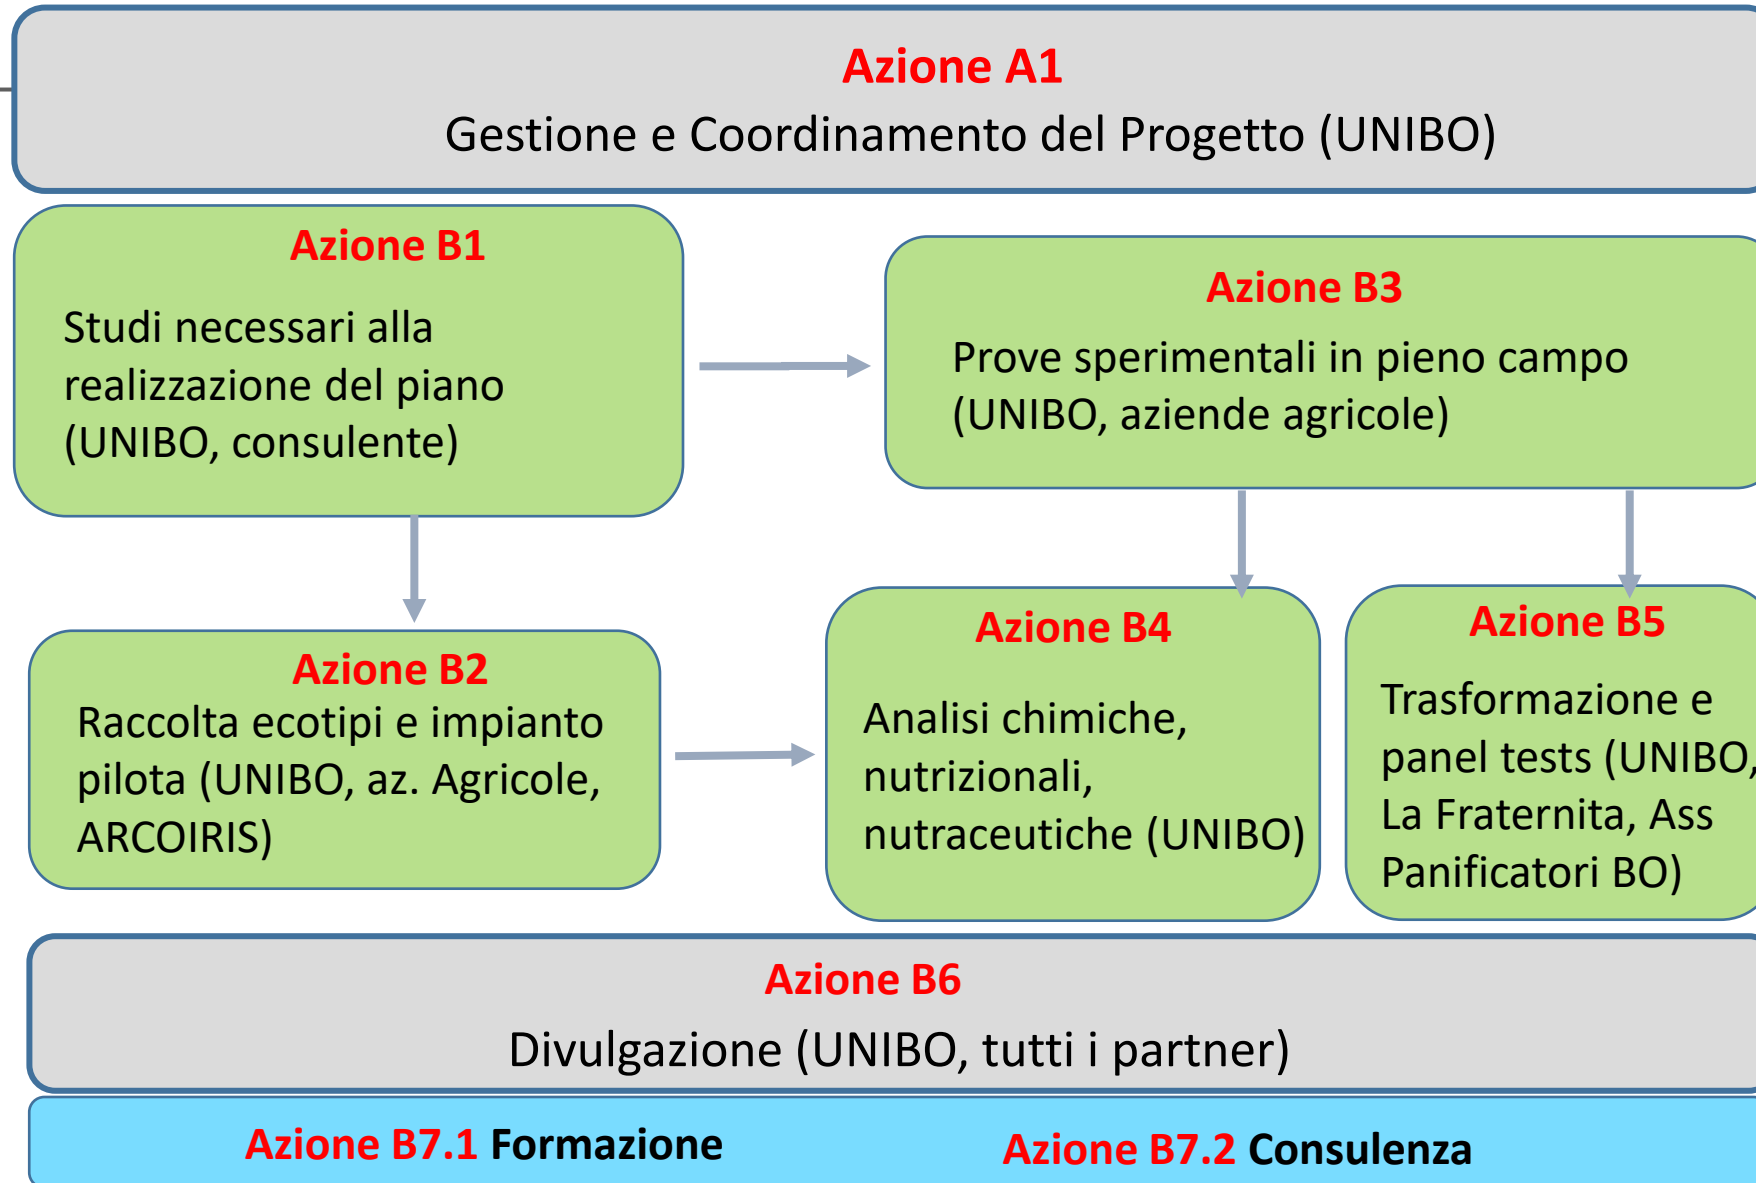 Azione A1
Gestione e Coordinamento del Progetto (UNIBO)
Azione B1
Studi necessari alla
realizzazione del piano
(UNIBO, consulente)
Azione B3
Prove sperimentali in pieno campo
(UNIBO, aziende agricole)
Azione B2
Raccolta ecotipi e impianto
pilota (UNIBO, az. Agricole,
ARCOIRIS)
Azione B4
Analisi chimiche,
nutrizionali,
nutraceutiche (UNIBO)
Azione B5
Trasformazione e
panel tests (UNIBO,
La Fraternita, Ass
Panificatori BO)
Azione B6
Divulgazione (UNIBO, tutti i partner)
Azione B7.1 Formazione
Azione B7.2 Consulenza